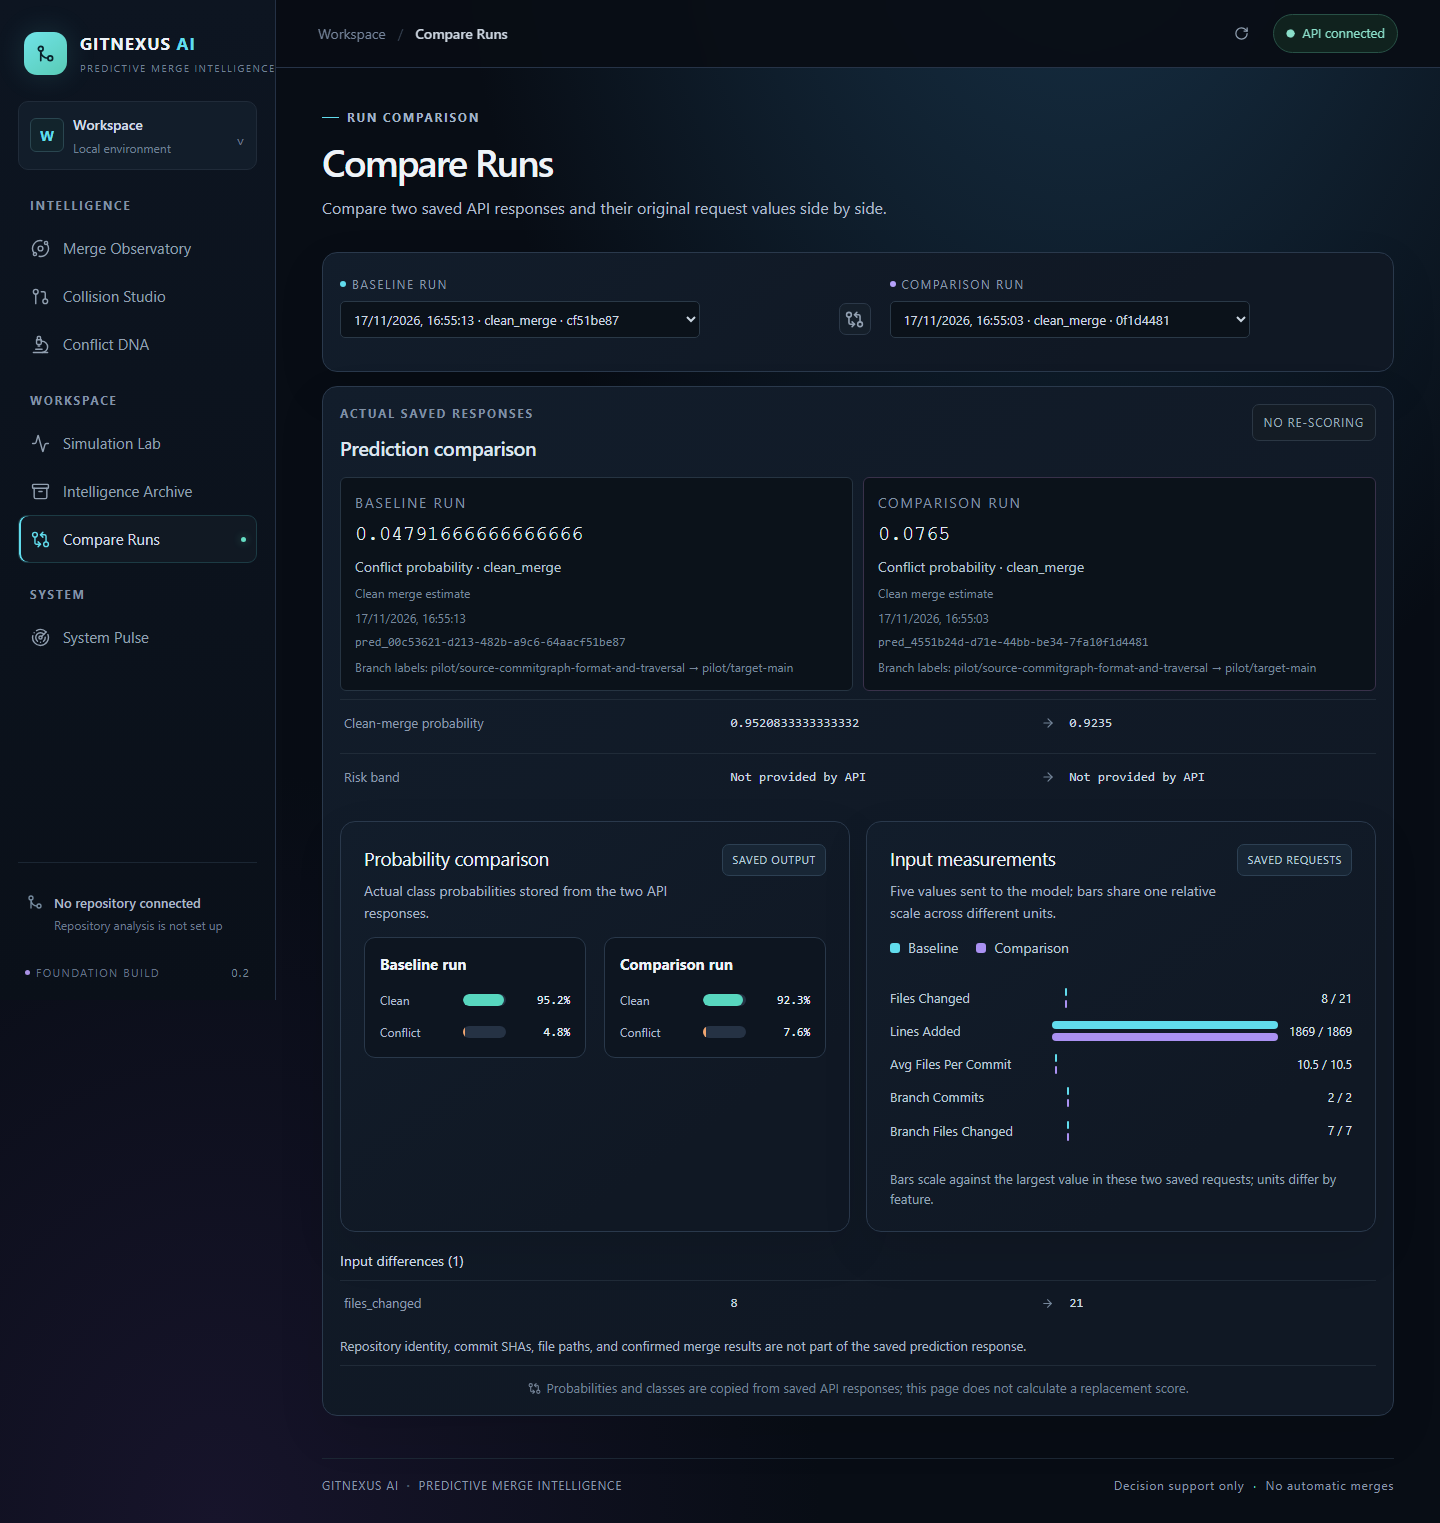 GITNEXUS AI
PREDICTIVE MERGE INTELLIGENCE
W
Workspace
Local environment
v
INTELLIGENCE
Merge Observatory
Collision Studio
Conflict DNA
WORKSPACE
Simulation Lab
Intelligence Archive
Compare Runs
SYSTEM
System Pulse
No repository connected
Repository analysis is not set up
FOUNDATION BUILD 0.2
Workspace / Compare Runs
API connected
— RUN COMPARISON
Compare Runs
Compare two saved API responses and their original request values side by side.
BASELINE RUN
17/11/2026, 16:55:13 · clean_merge · cf51be87
COMPARISON RUN
17/11/2026, 16:55:03 · clean_merge · 0f1d4481
ACTUAL SAVED RESPONSES
NO RE-SCORING
Prediction comparison
BASELINE RUN
0.04791666666666666
Conflict probability · clean_merge
Clean merge estimate
17/11/2026, 16:55:13
pred_00c53621-d213-482b-a9c6-64aacf51be87
Branch labels: pilot/source-commitgraph-format-and-traversal → pilot/target-main
COMPARISON RUN
0.0765
Conflict probability · clean_merge
Clean merge estimate
17/11/2026, 16:55:03
pred_4551b24d-d71e-44bb-be34-7fa10f1d4481
Branch labels: pilot/source-commitgraph-format-and-traversal → pilot/target-main
Clean-merge probability 0.9520833333333332 → 0.9235
Risk band Not provided by API → Not provided by API
Probability comparison
SAVED OUTPUT
Actual class probabilities stored from the two API
responses.
Baseline run
Clean 95.2%
Conflict 4.8%
Comparison run
Clean 92.3%
Conflict 7.6%
Input measurements
SAVED REQUESTS
Five values sent to the model; bars share one relative
scale across different units.
Baseline Comparison
Files Changed 8 / 21
Lines Added 1869 / 1869
Avg Files Per Commit 10.5 / 10.5
Branch Commits 2 / 2
Branch Files Changed 7 / 7
Bars scale against the largest value in these two saved requests; units differ by
feature.
Input differences (1)
files_changed 8 → 21
Repository identity, commit SHAs, file paths, and confirmed merge results are not part of the saved prediction response.
Probabilities and classes are copied from saved API responses; this page does not calculate a replacement score.
GITNEXUS AI · PREDICTIVE MERGE INTELLIGENCE
Decision support only · No automatic merges